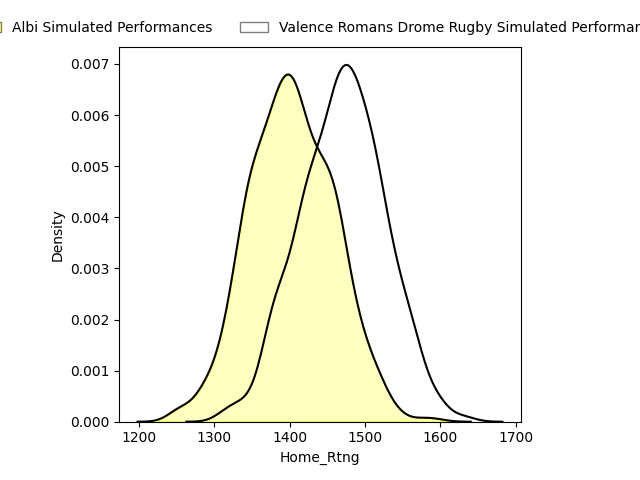 Albi Simulated Performances
Valence Romans Drome Rugby Simulated
0.007
0.006
0.005
0.004
0.003
0.002
0.001
0.000
Density
1200 1300 1400 1500 1600 1700
Home_Rtng